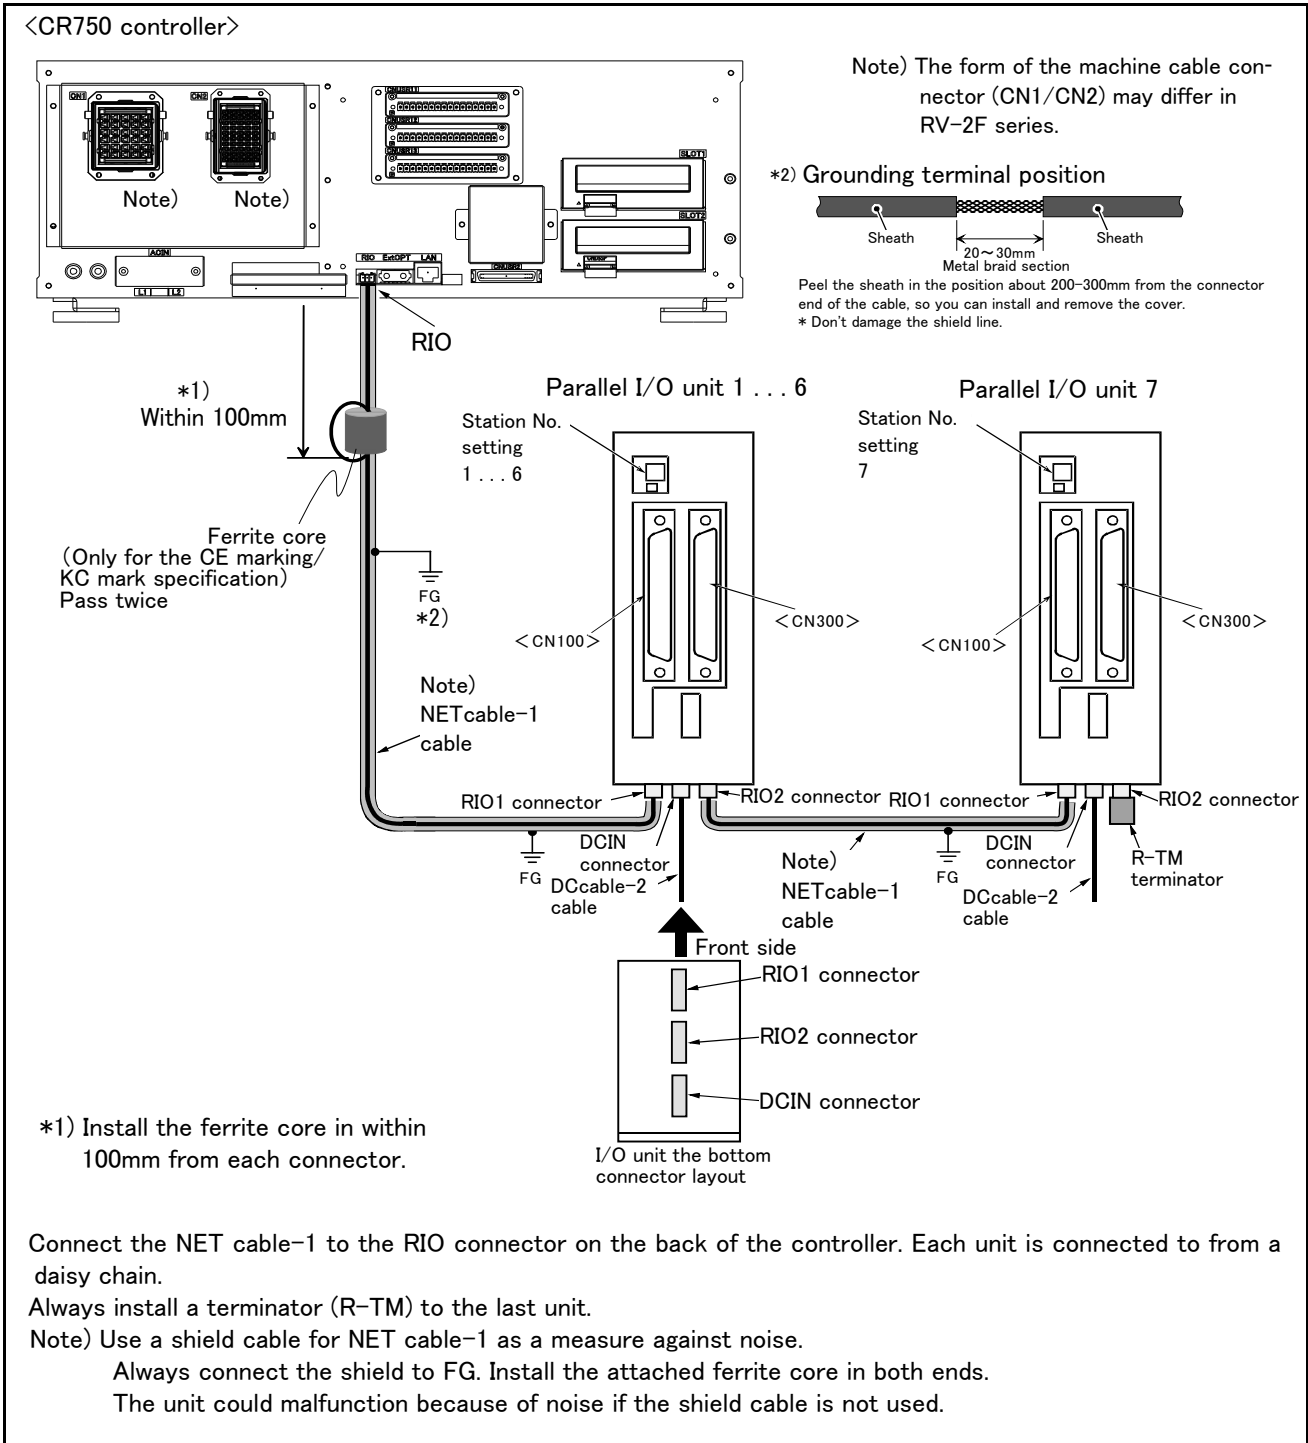 <CR750 controller>
Note) The form of the machine cable con-
nector (CN1/CN2) may differ in
RV-2F series.
CN1
CN2
CNUSR11
CNUSR12
CNUSR13
SLOT1
SLOT2
Note)
Note)
ACIN
L1
L2
RIO
ExtOPT
LAN
CNUSR2
*2) Grounding terminal position
Sheath
Sheath
20~30mm
Metal braid section
Peel the sheath in the position about 200-300mm from the connector
end of the cable, so you can install and remove the cover.
* Don't damage the shield line.
RIO
*1)
Within 100mm
Parallel I/O unit 1 . . . 6
Parallel I/O unit 7
Station No.
setting
1 . . . 6
Station No.
setting
7
Ferrite core
(Only for the CE marking/
KC mark specification)
Pass twice
FG
*2)
<CN100>
<CN300>
<CN100>
<CN300>
Note)
NETcable-1
cable
RIO1 connector
RIO2 connector
RIO1 connector
RIO2 connector
FG
DCIN
connector
DCcable-2
cable
Note)
NETcable-1
cable
FG
DCIN
connector
DCcable-2
cable
R-TM
terminator
Front side
RIO1 connector
RIO2 connector
DCIN connector
I/O unit the bottom
connector layout
*1) Install the ferrite core in within
100mm from each connector.
Connect the NET cable-1 to the RIO connector on the back of the controller. Each unit is connected to from a
daisy chain.
Always install a terminator (R-TM) to the last unit.
Note) Use a shield cable for NET cable-1 as a measure against noise.
Always connect the shield to FG. Install the attached ferrite core in both ends.
The unit could malfunction because of noise if the shield cable is not used.